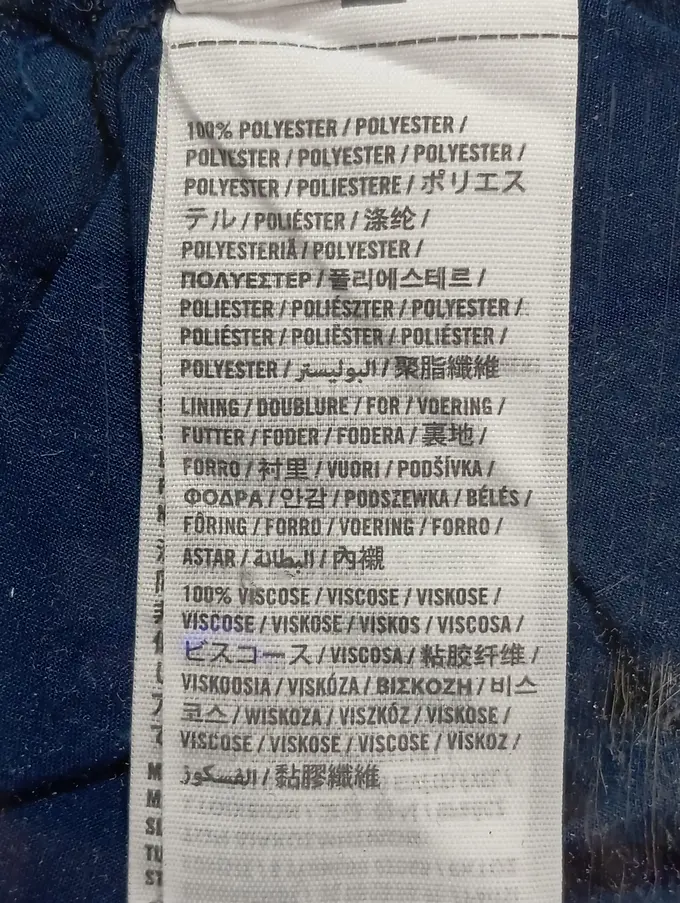 100% POLYESTER / POLYESTER /
POLYESTER / POLYESTER / POLYESTER /
POLYESTER / POLIESTERE / ポリエス
テル / POLIÉSTER / 涤纶 /
POLYESTERIÄ / POLYESTER /
ΠΟΛΥΕΣΤΕΡ / 폴리에스테르 /
POLIESTER / POLIÉSZTER / POLYESTER /
POLIÉSTER / POLIËSTER / POLIÉSTER /
POLYESTER / البوليستر / 聚脂纖維
LINING / DOUBLURE / FOR / VOERING /
FUTTER / FODER / FODERA / 裏地 /
FORRO / 衬里 / VUORI / PODŠÍVKA /
ΦΟΔΡΑ / 안감 / PODSZEWKA / BÉLÉS /
FÔRING / FORRO / VOERING / FORRO /
ASTAR / البطانة / 內襯
100% VISCOSE / VISCOSE / VISKOSE /
VISCOSE / VISKOSE / VISKOS / VISCOSA /
ビスコース / VISCOSA / 粘胶纤维 /
VISKOOSIA / VISKÓZA / ΒΙΣΚΟΖΗ / 비스
코스 / WISKOZA / VISZKÓZ / VISKOSE /
VISCOSE / VISKOSE / VISCOSE / VİSKOZ /
الفسكوز / 黏膠纖維